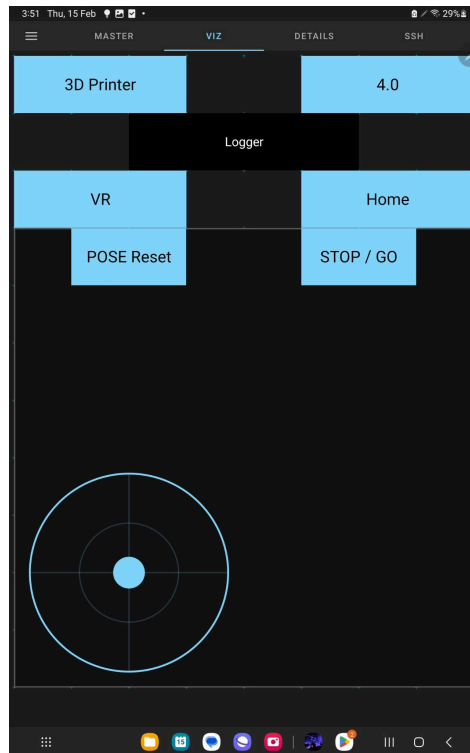 3:51 Thu, 15 Feb 29%
MASTER VIZ DETAILS SSH
3D Printer 4.0
Logger
VR Home
POSE Reset STOP / GO
15